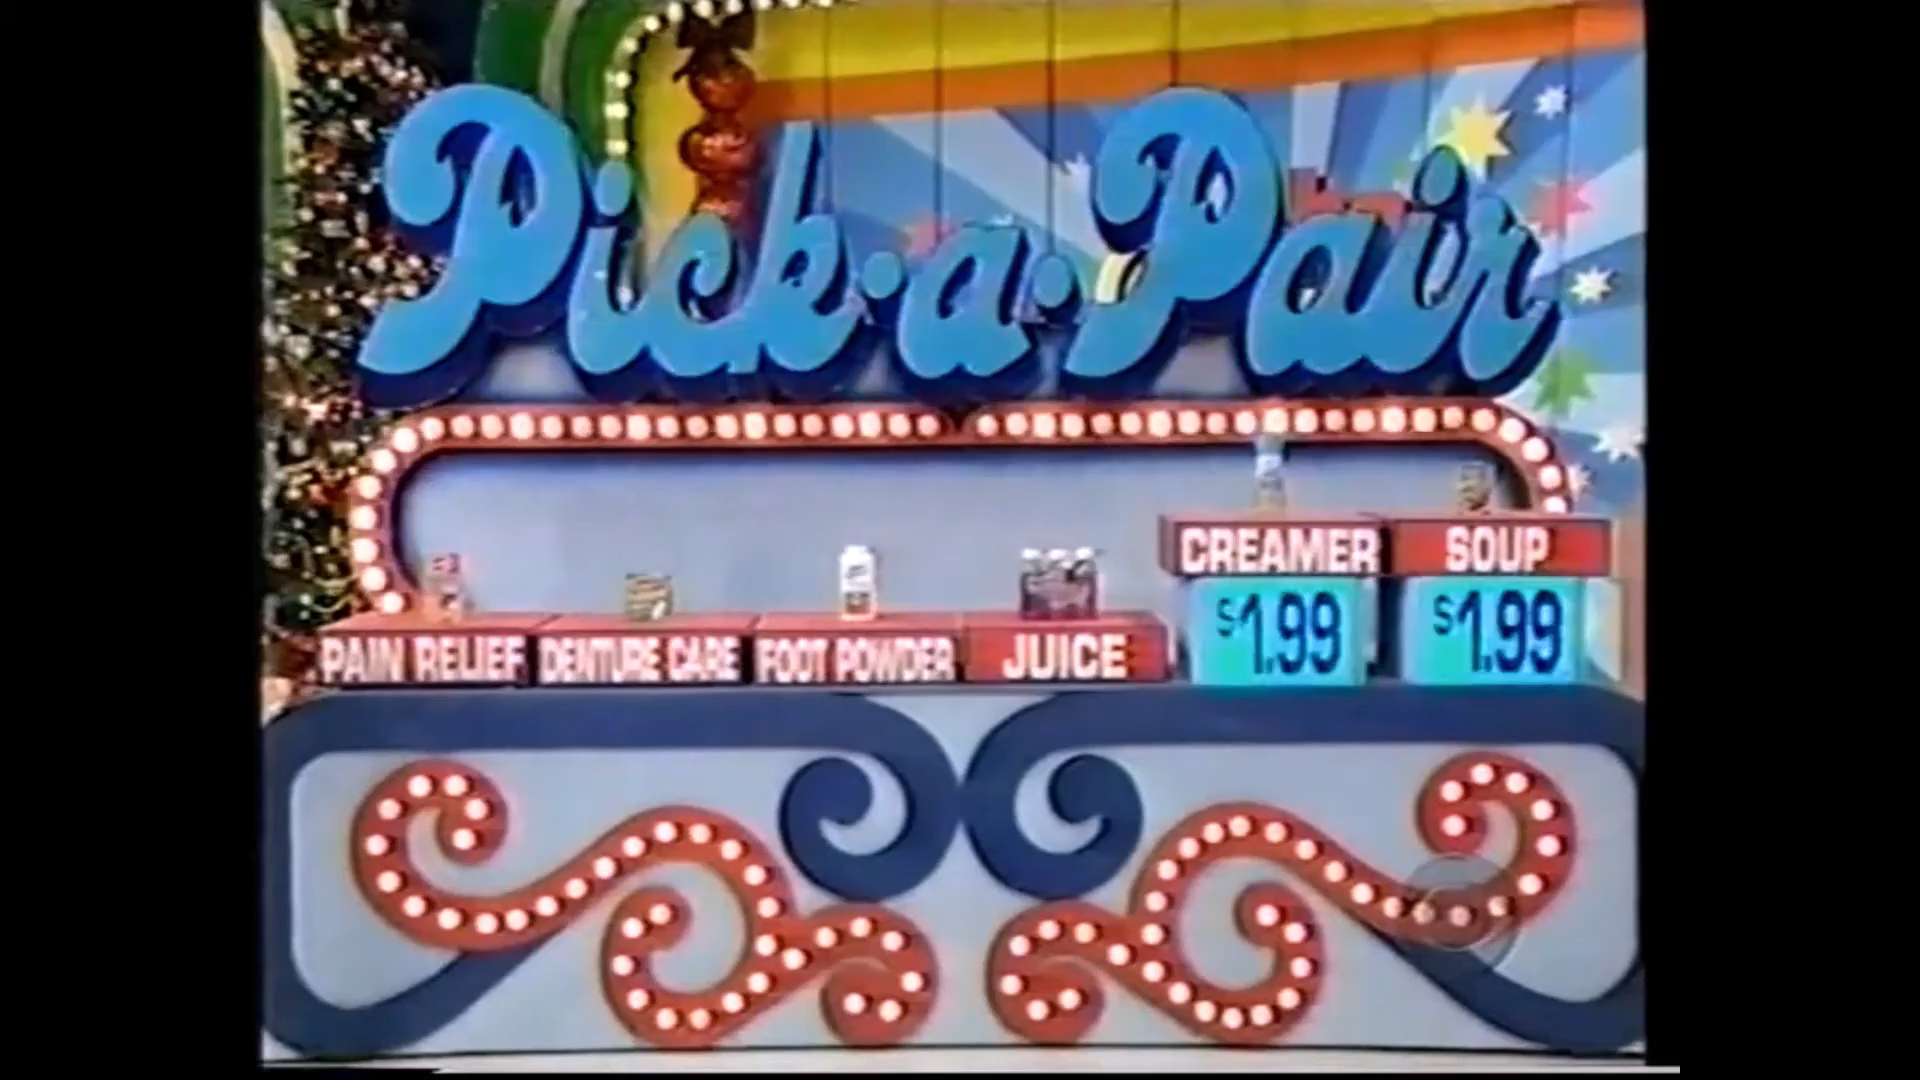 Pick-a-Pair
CREAMER SOUP
$1.99 $1.99
PAIN RELIEF DENTURE CARE FOOT POWDER JUICE